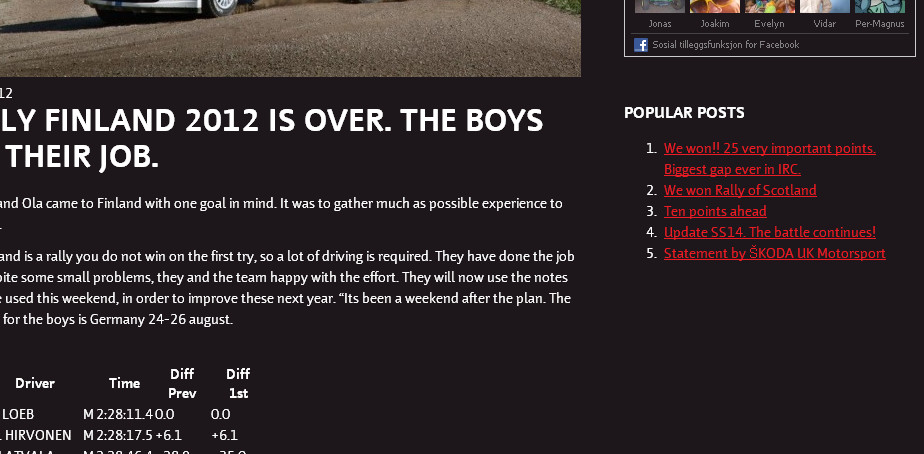 12
LY FINLAND 2012 IS OVER. THE BOYS
THEIR JOB.
and Ola came to Finland with one goal in mind. It was to gather much as possible experience to
.
and is a rally you do not win on the first try, so a lot of driving is required. They have done the job
pite some small problems, they and the team happy with the effort. They will now use the notes
e used this weekend, in order to improve these next year. “Its been a weekend after the plan. The
for the boys is Germany 24-26 august.
Driver Time Diff Prev Diff 1st
LOEB M 2:28:11.4 0.0 0.0
HIRVONEN M 2:28:17.5 +6.1 +6.1
Jonas Joakim Evelyn Vidar Per-Magnus
Sosial tilleggsfunksjon for Facebook
POPULAR POSTS
1. We won!! 25 very important points.
Biggest gap ever in IRC.
2. We won Rally of Scotland
3. Ten points ahead
4. Update SS14. The battle continues!
5. Statement by ŠKODA UK Motorsport